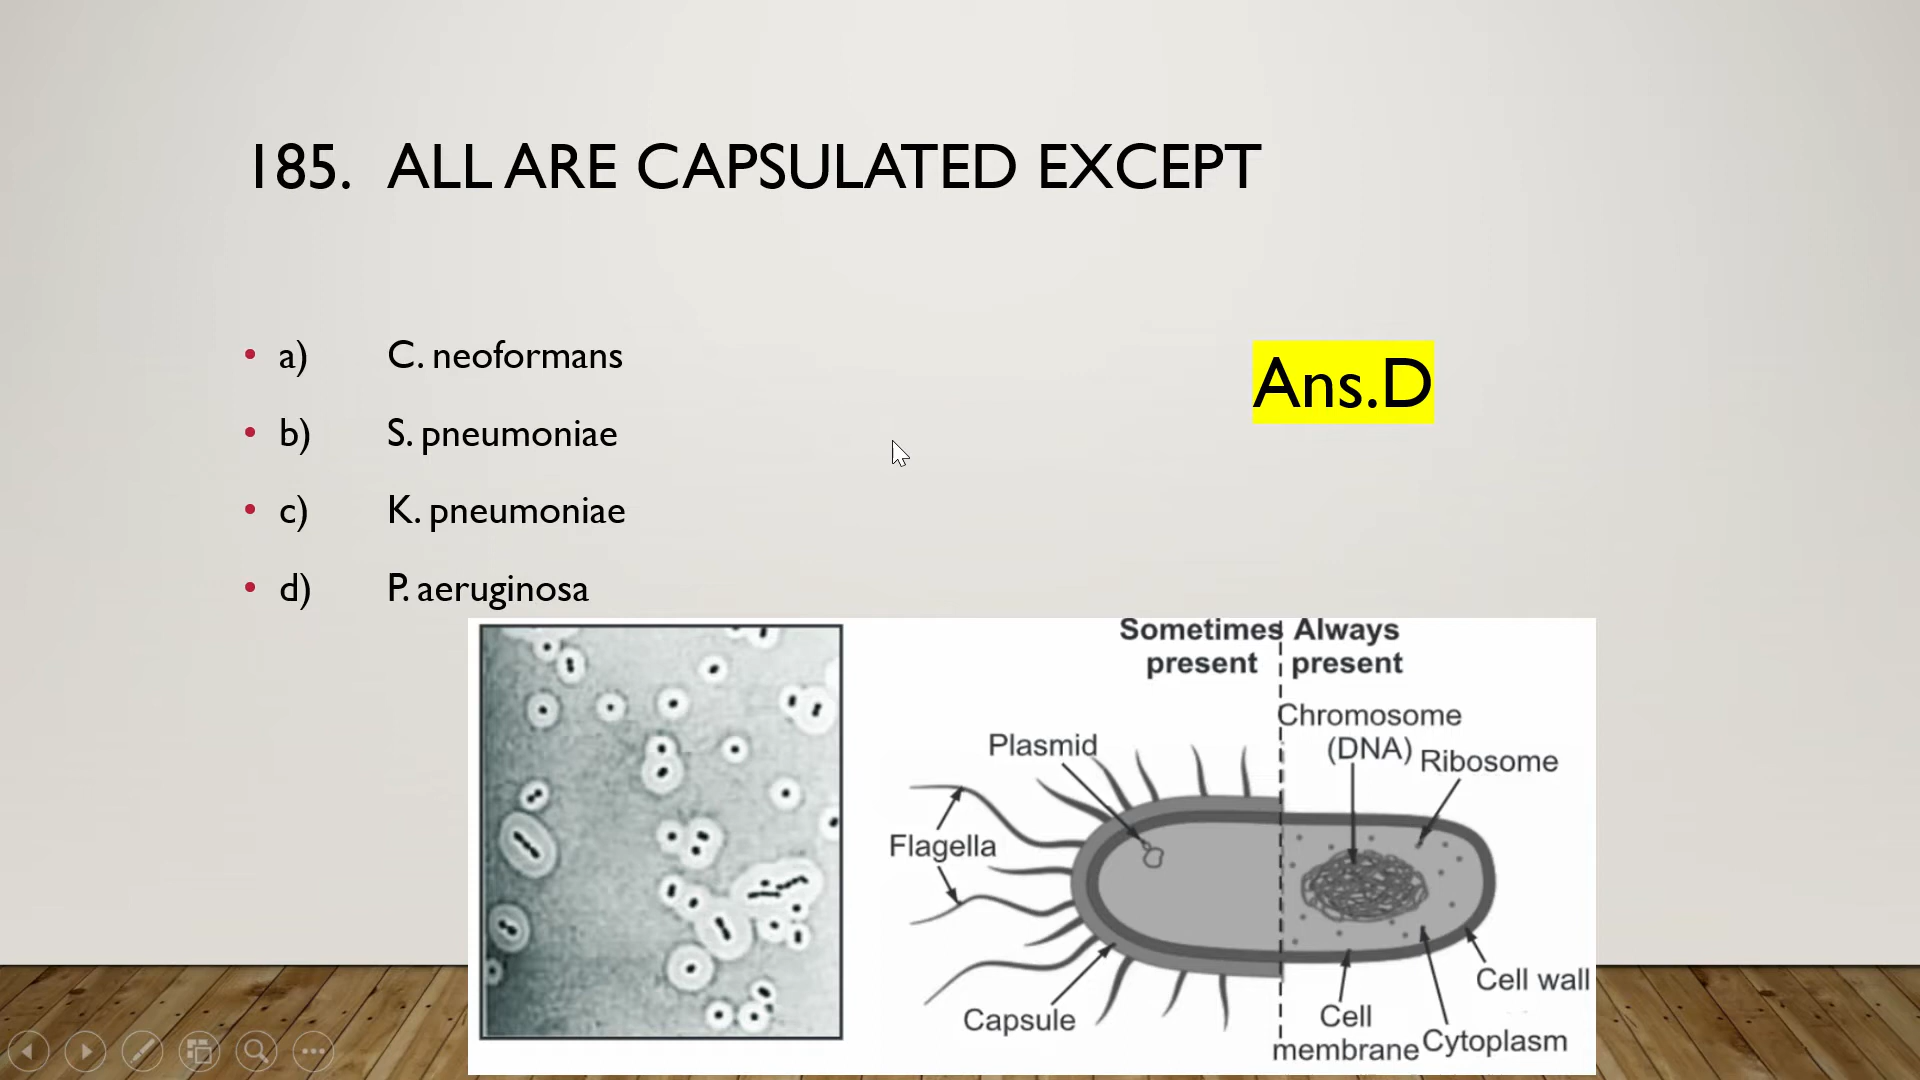 185. ALL ARE CAPSULATED EXCEPT
• a) C. neoformans
• b) S. pneumoniae
• c) K. pneumoniae
• d) P. aeruginosa
Ans.D
Sometimes Always
present present
Chromosome
(DNA)
Plasmid
Ribosome
Flagella
Cell wall
Capsule
Cell
membrane
Cytoplasm